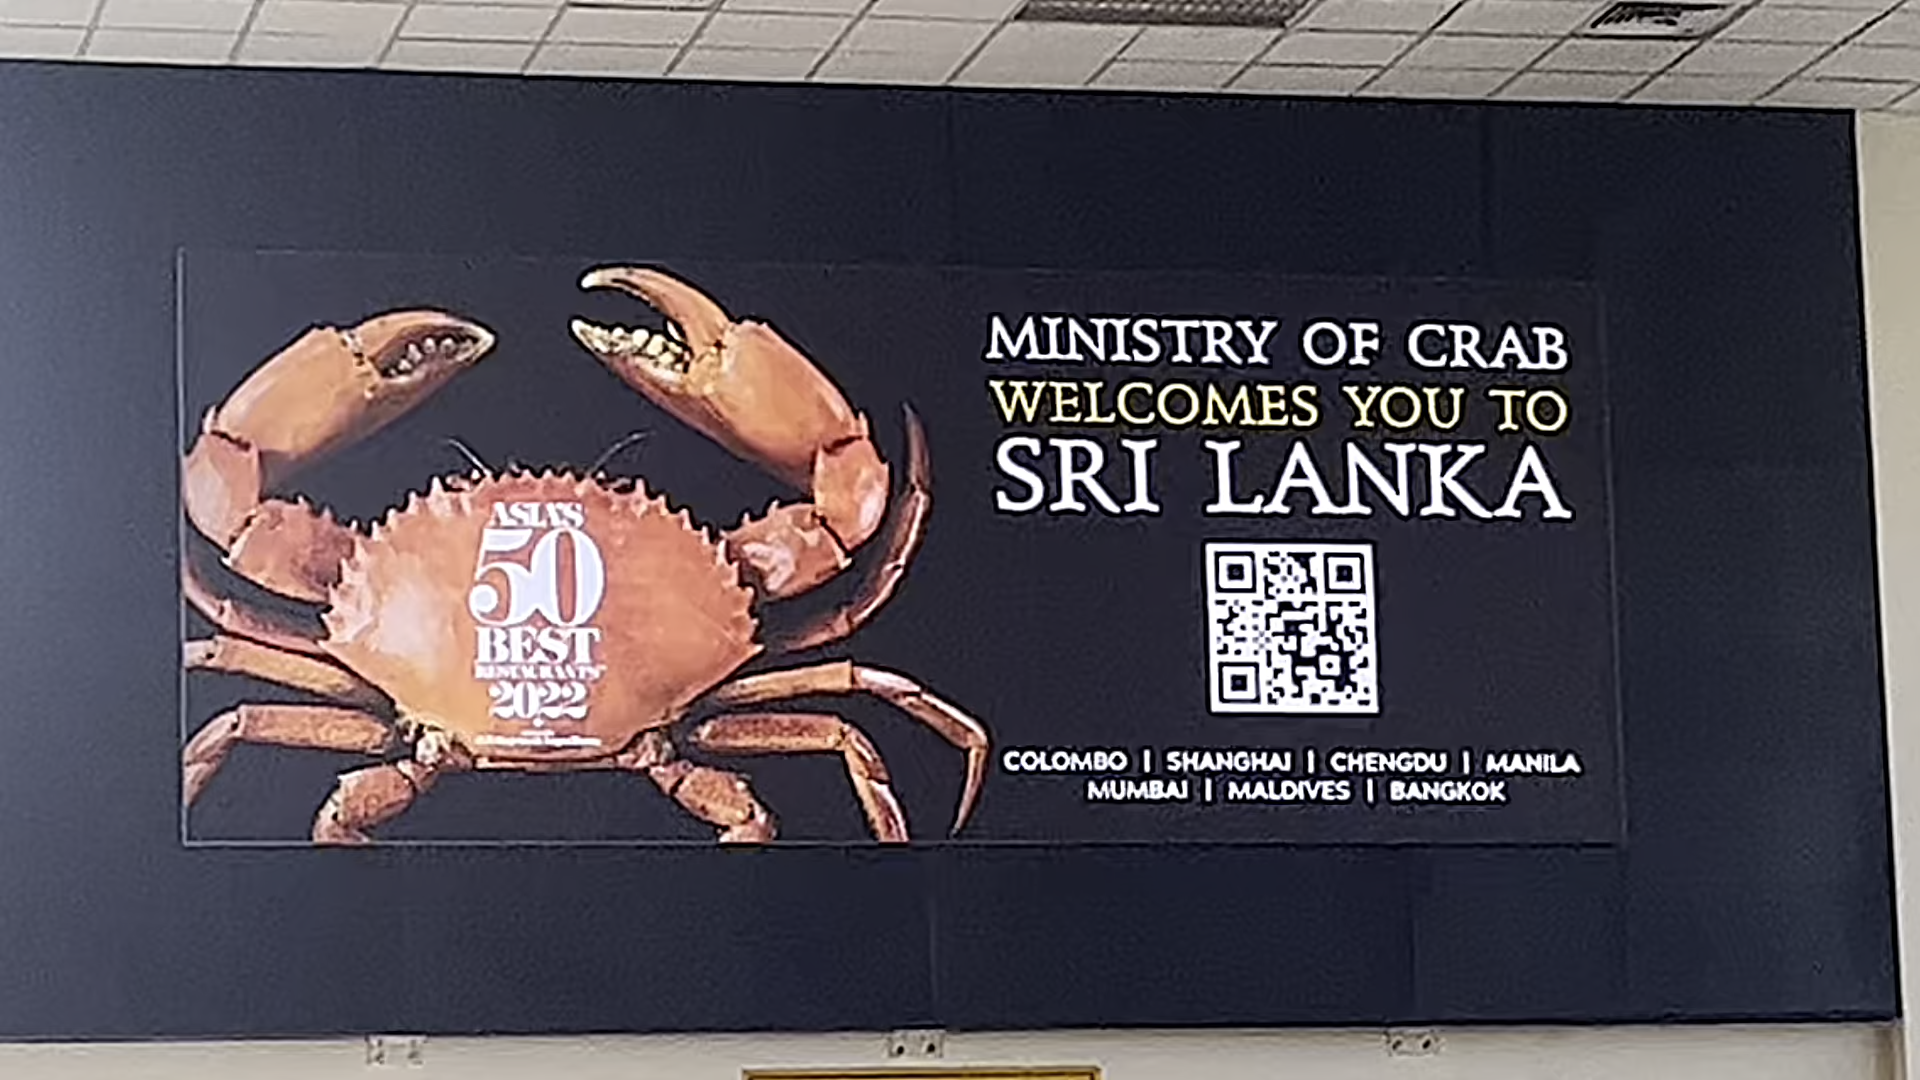 MINISTRY OF CRAB
WELCOMES YOU TO
SRI LANKA
ASIA'S
50
BEST
RESTAURANTS
2022
COLOMBO | SHANGHAI | CHENGDU | MANILA
MUMBAI | MALDIVES | BANGKOK